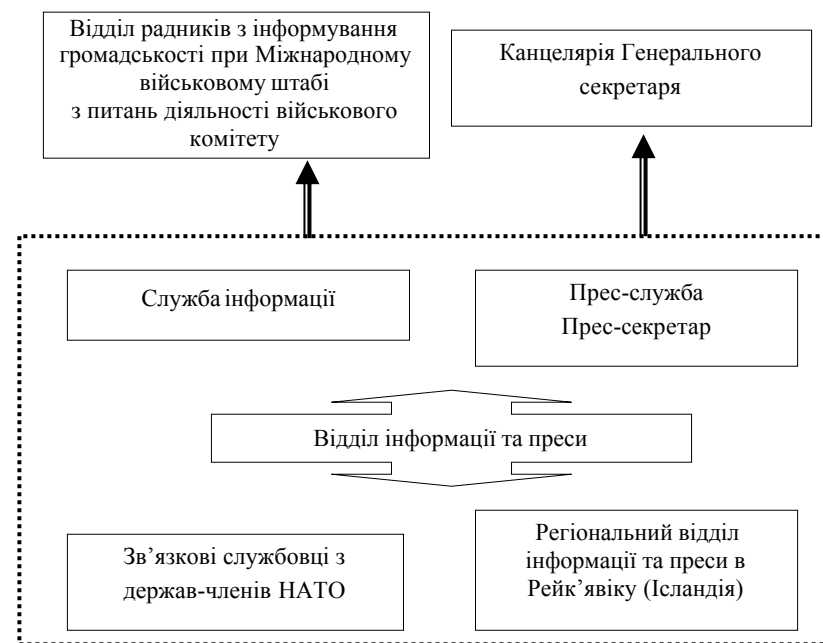 Відділ радників з інформування
громадськості при Міжнародному
військовому штабі
з питань діяльності військового
комітету
Канцелярія Генерального
секретаря
Служба інформації
Прес-служба
Прес-секретар
Відділ інформації та преси
Зв’язкові службовці з
держав-членів НАТО
Регіональний відділ
інформації та преси в
Рейк’явіку (Ісландія)